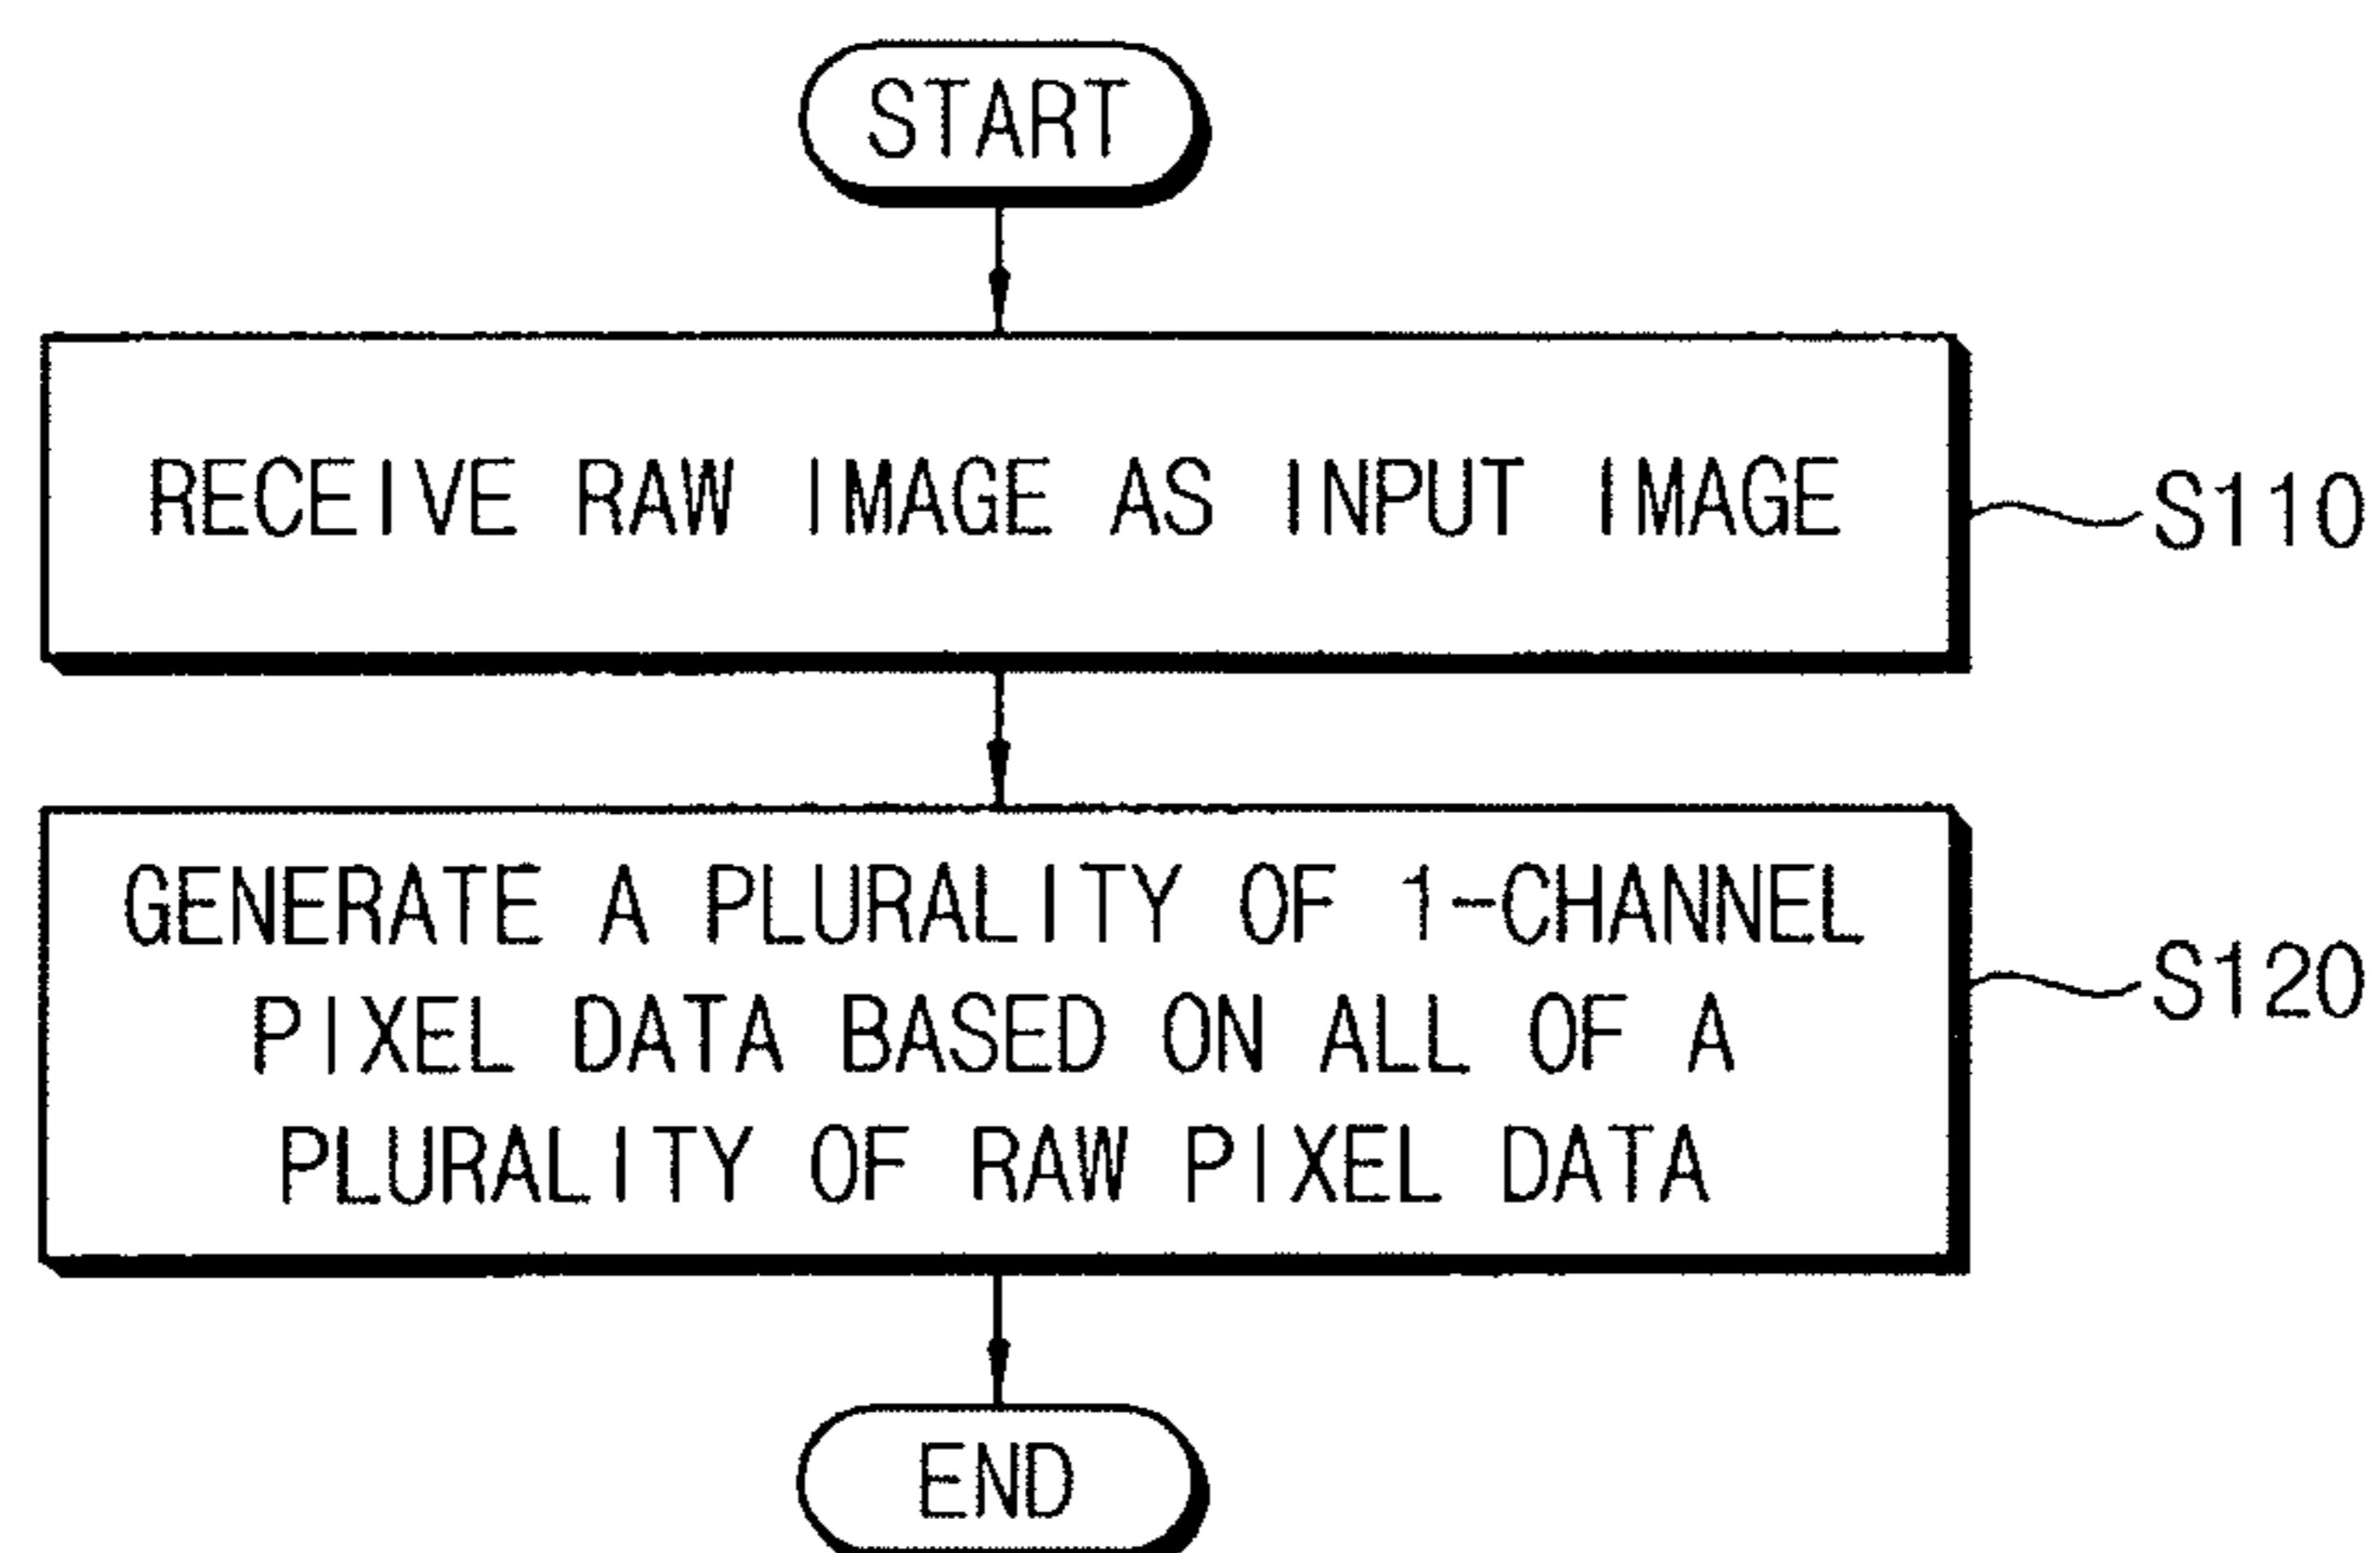 START
RECEIVE RAW IMAGE AS INPUT IMAGE
S110
GENERATE A PLURALITY OF 1-CHANNEL
PIXEL DATA BASED ON ALL OF A
PLURALITY OF RAW PIXEL DATA
S120
END